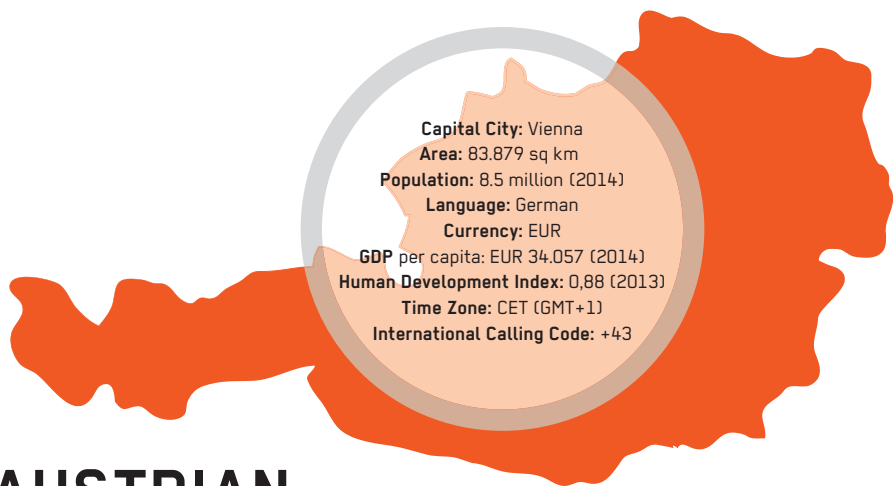 Capital City: Vienna
Area: 83.879 sq km
Population: 8.5 million (2014)
Language: German
Currency: EUR
GDP per capita: EUR 34.057 (2014)
Human Development Index: 0,88 (2013)
Time Zone: CET (GMT+1)
International Calling Code: +43
AUSTRIAN